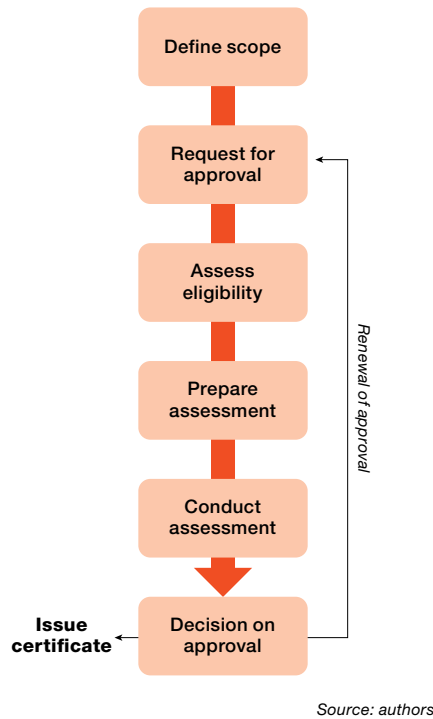 Define scope
Request for
approval
Assess
eligibility
Prepare
assessment
Conduct
assessment
Decision on
approval
Issue
certificate
Renewal of approval
Source: authors